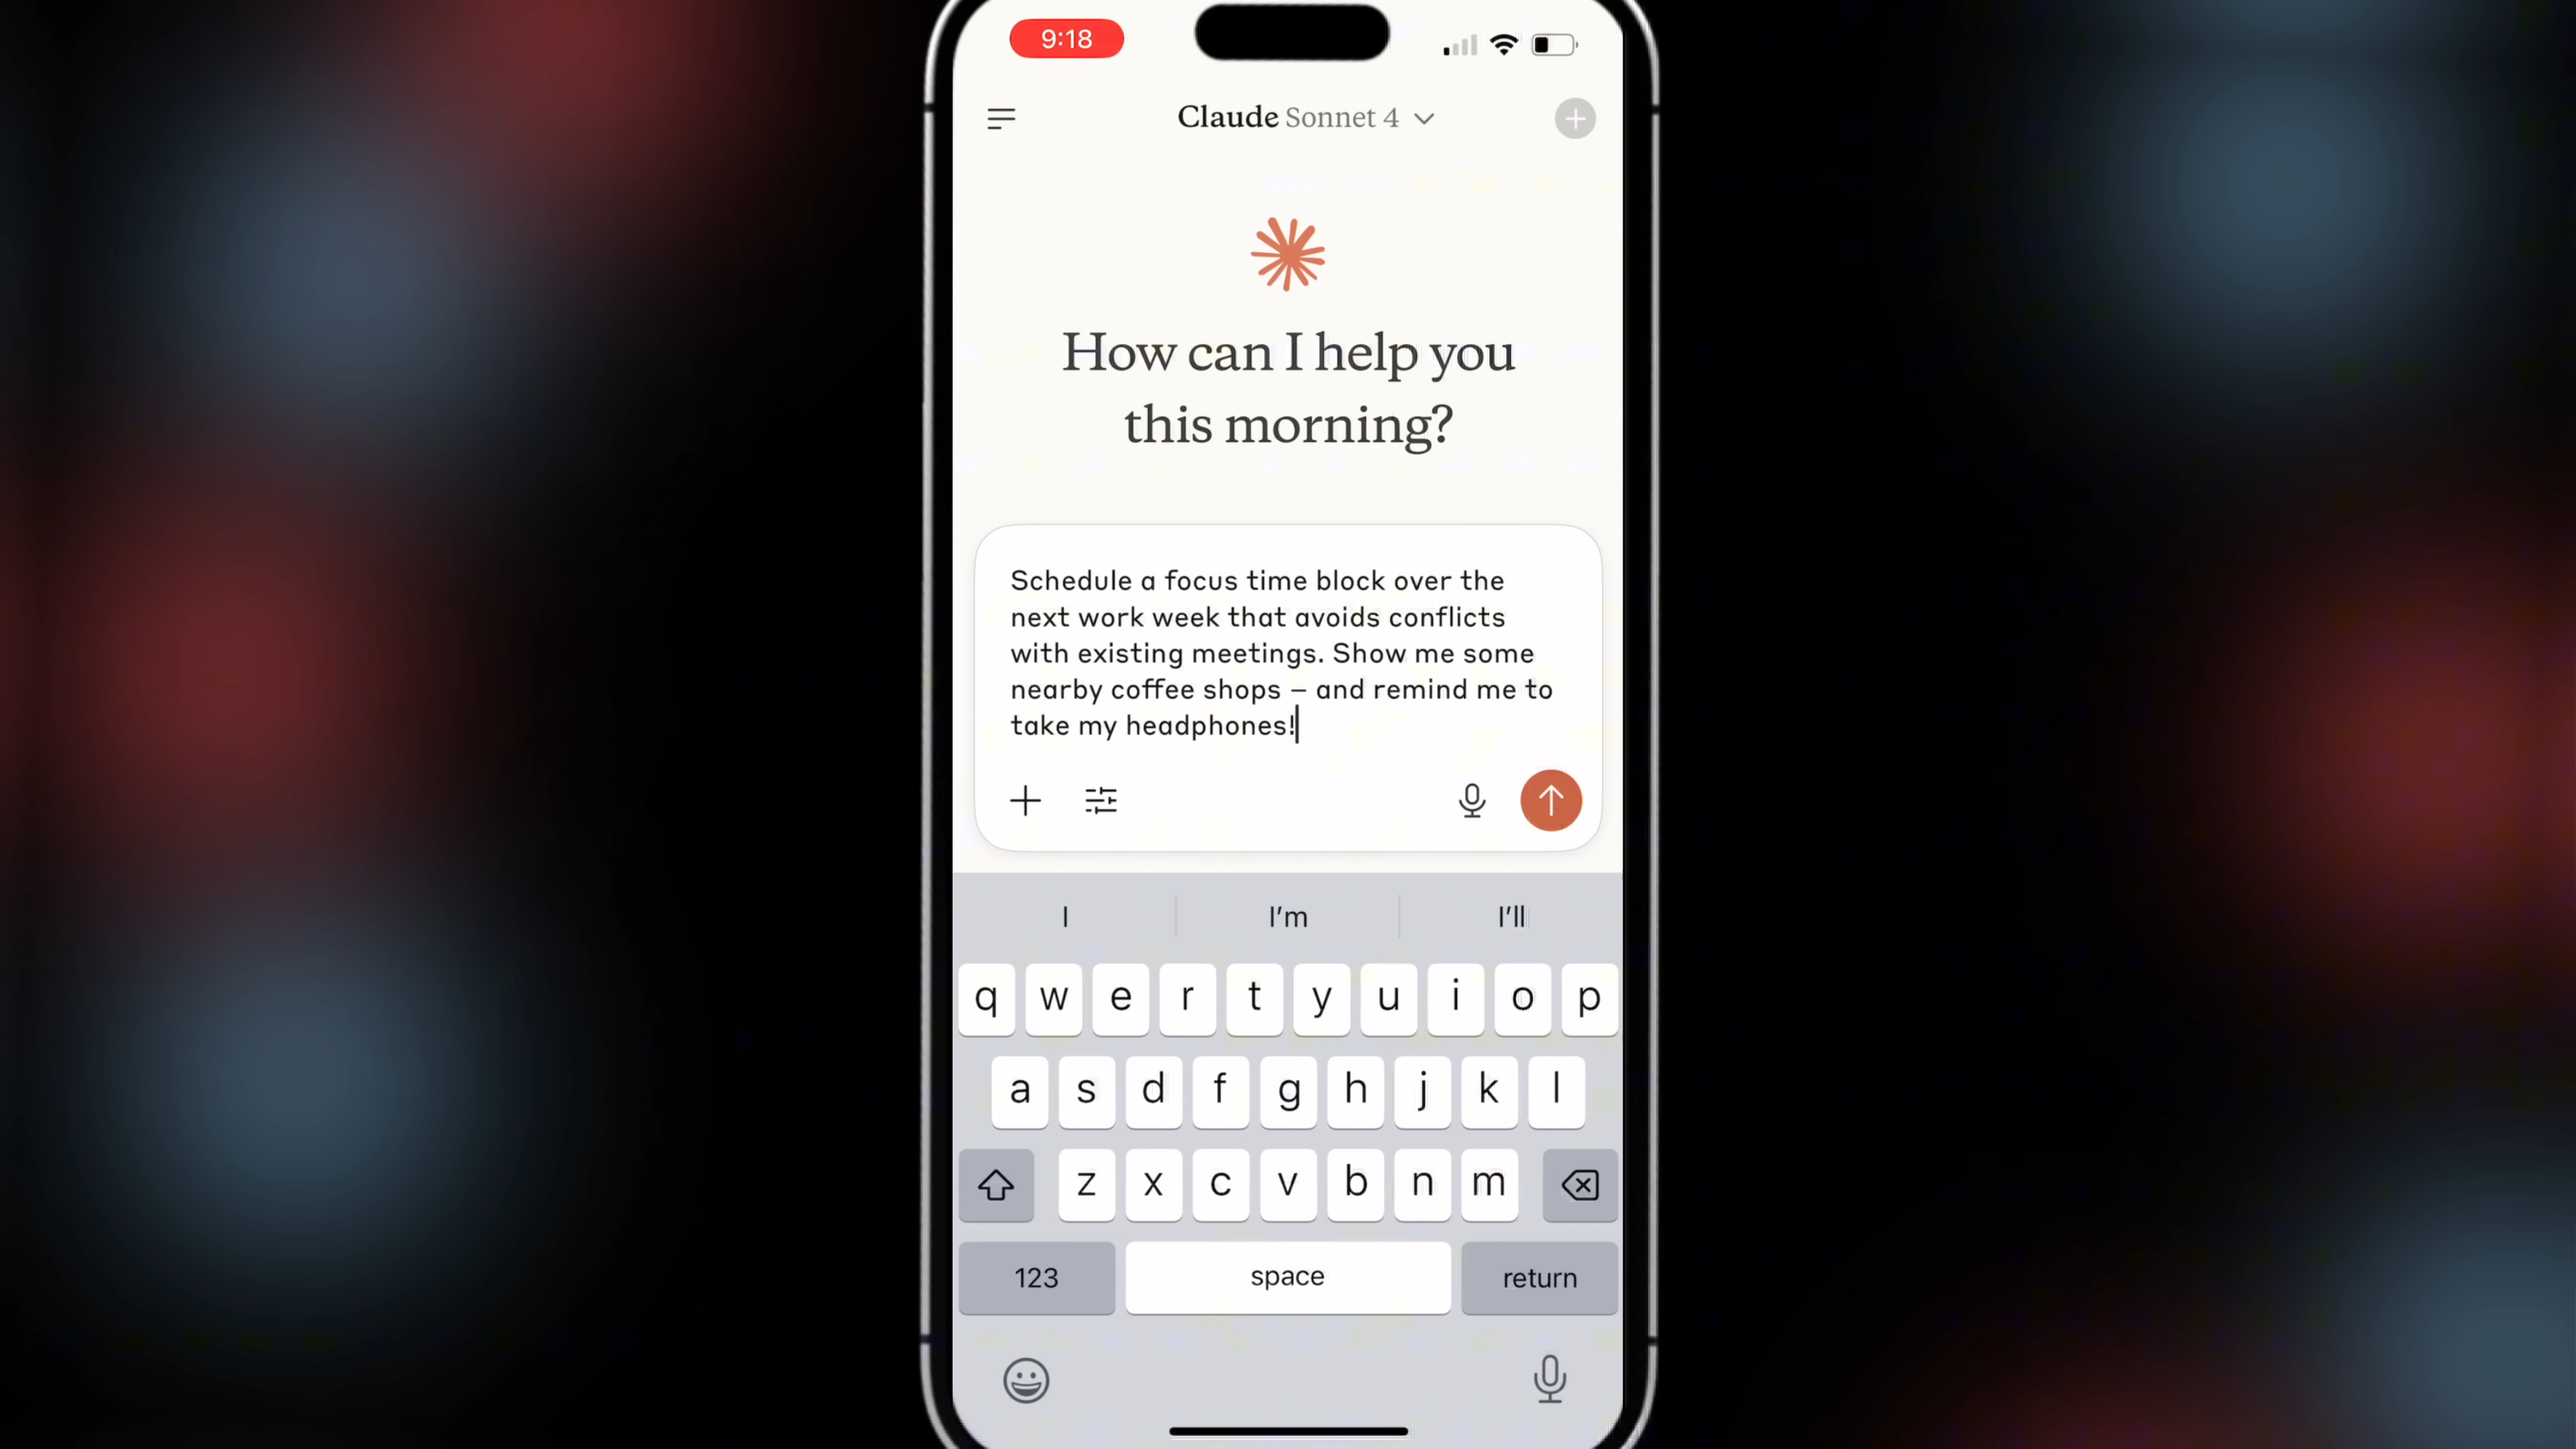 9:18
Claude Sonnet 4
How can I help you
this morning?
Schedule a focus time block over the
next work week that avoids conflicts
with existing meetings. Show me some
nearby coffee shops – and remind me to
take my headphones!
I I'm I'll
q w e r t y u i o p
a s d f g h j k l
z x c v b n m
123 space return